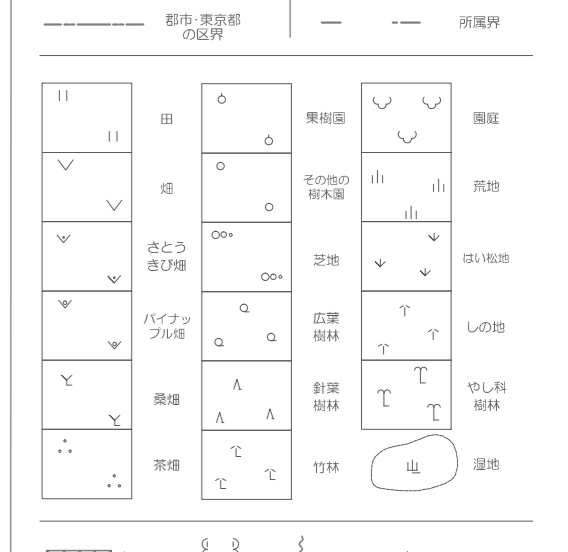 郡市・東京都
の区界
所属界
田
果樹園
園庭
畑
その他の
樹木園
荒地
さとう
きび畑
芝地
はい松地
パイナッ
プル畑
広葉
樹林
しの地
桑畑
針葉
樹林
やし科
樹林
茶畑
竹林
湿地